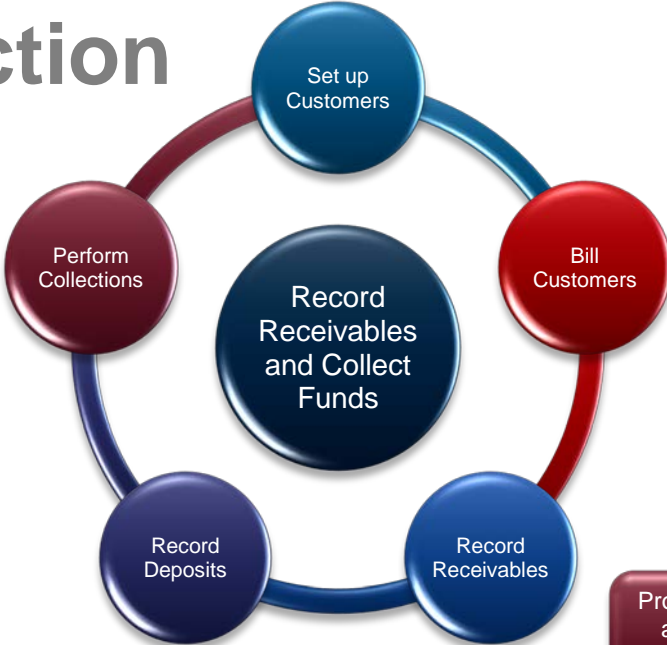 ction
Set up
Customers
Bill
Customers
Record
Receivables
Record
Deposits
Perform
Collections
Record
Receivables
and Collect
Funds